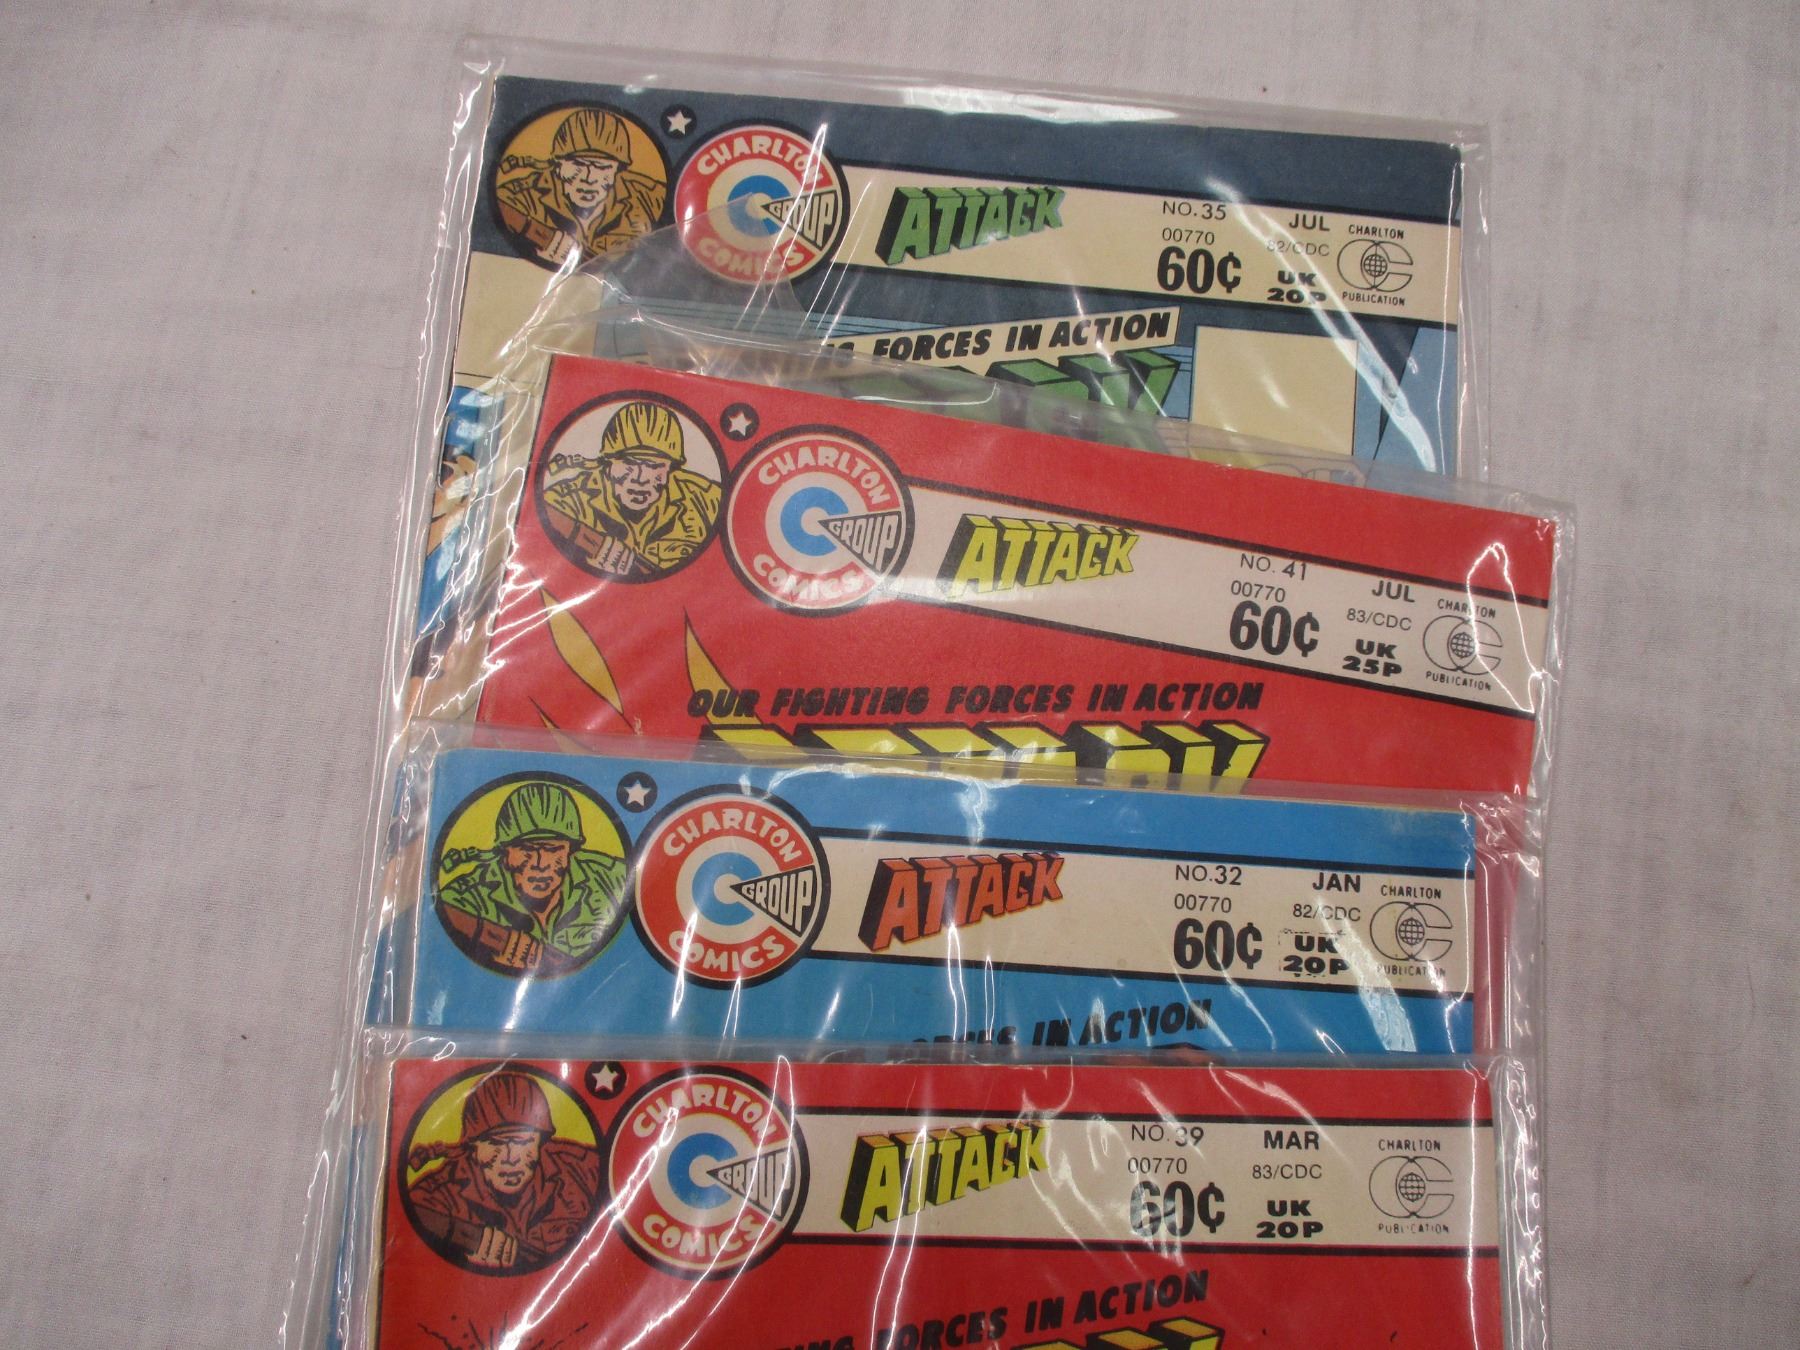 CHARLTON
GROUP
COMICS
ATTACK
NO.35
JUL
00770
82/CDC
60¢
UK
20P
CHARLTON
PUBLICATION
FORCES IN ACTION
CHARLTON
GROUP
COMICS
ATTACK
NO. 41
JUL
00770
83/CDC
60¢
UK
25P
CHARLTON
PUBLICATION
OUR FIGHTING FORCES IN ACTION
CHARLTON
GROUP
COMICS
ATTACK
NO.32
JAN
00770
82/CDC
60¢
UK
20P
CHARLTON
PUBLICATION
FORCES IN ACTION
CHARLTON
GROUP
COMICS
ATTACK
NO.39
MAR
00770
83/CDC
60¢
UK
20P
CHARLTON
PUBLICATION
FORCES IN ACTION